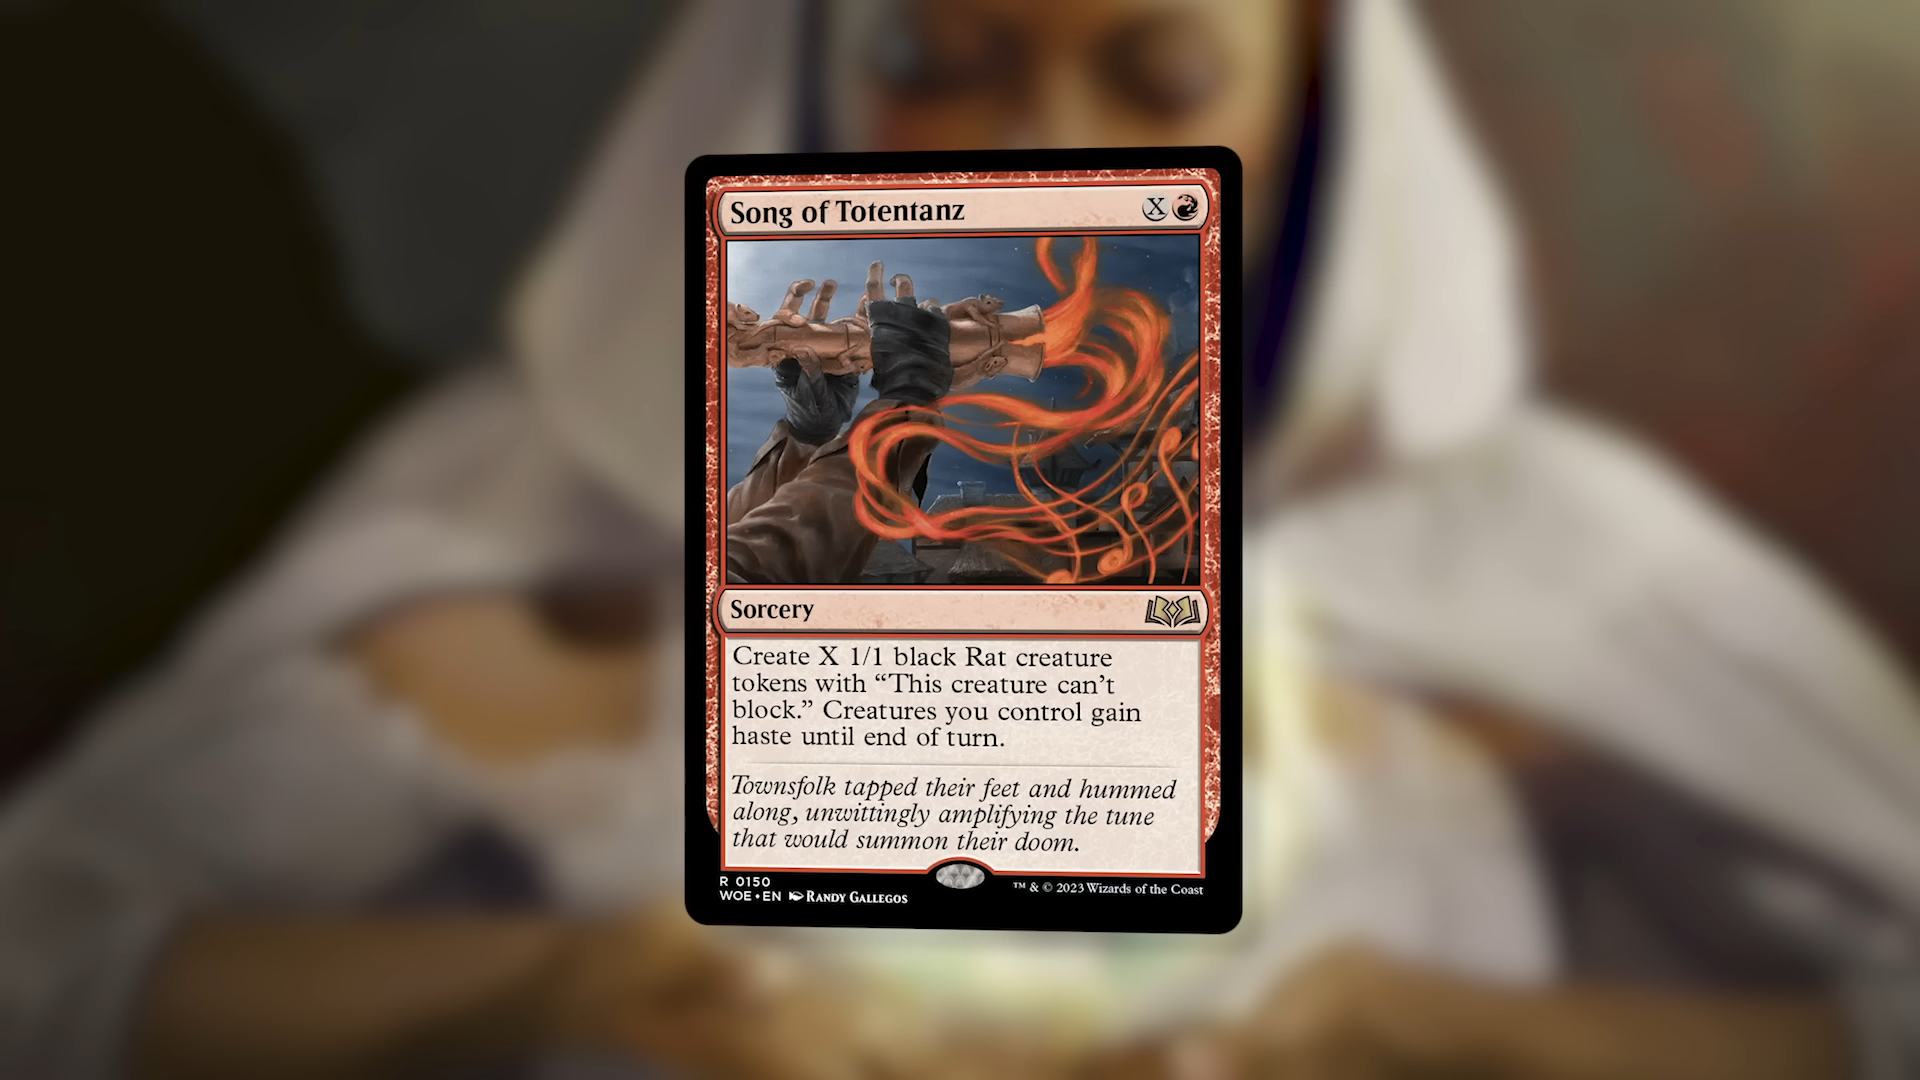 Song of Totentanz
X
Sorcery
Create X 1/1 black Rat creature
tokens with “This creature can’t
block.” Creatures you control gain
haste until end of turn.
Townsfolk tapped their feet and hummed
along, unwittingly amplifying the tune
that would summon their doom.
R 0150
WOE • EN RANDY GALLEGOS
™ & © 2023 Wizards of the Coast